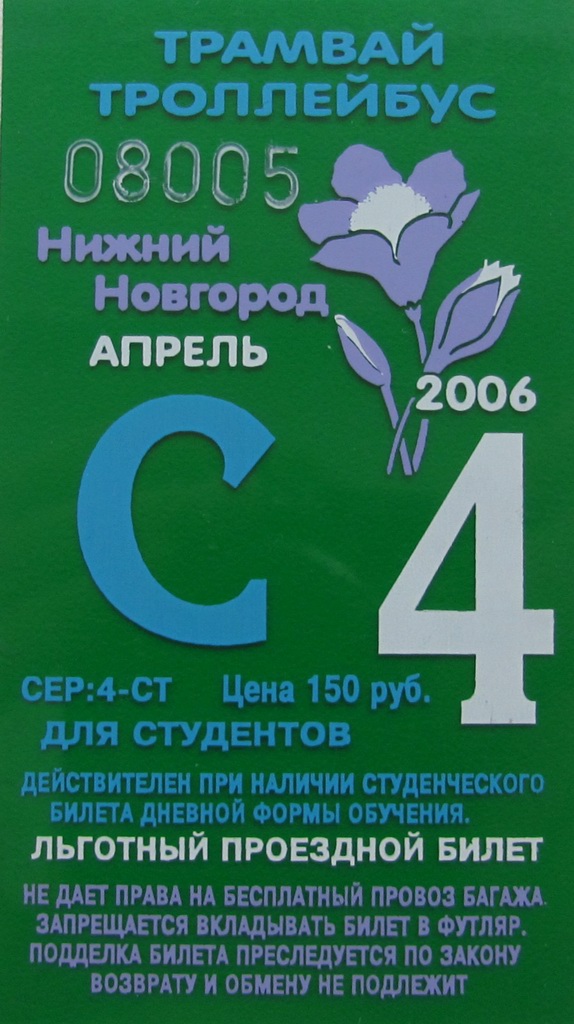 ТРАМВАЙ
ТРОЛЛЕЙБУС
08005
Нижний
Новгород
АПРЕЛЬ
2006
С 4
СЕР:4-СТ Цена 150 руб.
ДЛЯ СТУДЕНТОВ
ДЕЙСТВИТЕЛЕН ПРИ НАЛИЧИИ СТУДЕНЧЕСКОГО
БИЛЕТА ДНЕВНОЙ ФОРМЫ ОБУЧЕНИЯ.
ЛЬГОТНЫЙ ПРОЕЗДНОЙ БИЛЕТ
НЕ ДАЕТ ПРАВА НА БЕСПЛАТНЫЙ ПРОВОЗ БАГАЖА.
ЗАПРЕЩАЕТСЯ ВКЛАДЫВАТЬ БИЛЕТ В ФУТЛЯР.
ПОДДЕЛКА БИЛЕТА ПРЕСЛЕДУЕТСЯ ПО ЗАКОНУ
ВОЗВРАТУ И ОБМЕНУ НЕ ПОДЛЕЖИТ